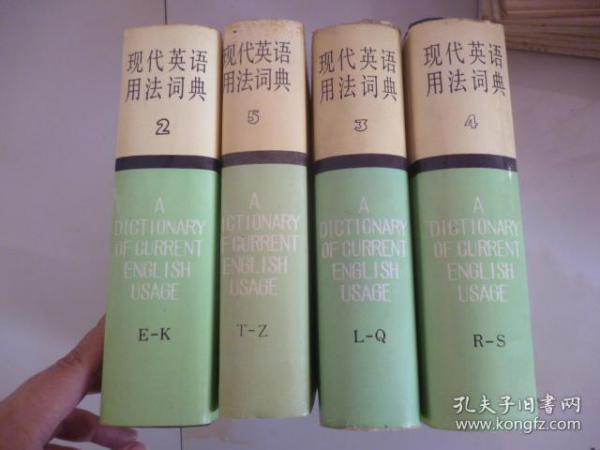 现代英语
用法词典
2
A
DICTIONARY
OF CURRENT
ENGLISH
USAGE
E-K
现代英语
用法词典
5
A
DICTIONARY
OF CURRENT
ENGLISH
USAGE
T-Z
现代英语
用法词典
3
A
DICTIONARY
OF CURRENT
ENGLISH
USAGE
L-Q
现代英语
用法词典
4
A
DICTIONARY
OF CURRENT
ENGLISH
USAGE
R-S
孔夫子旧书网
www.kongfz.com